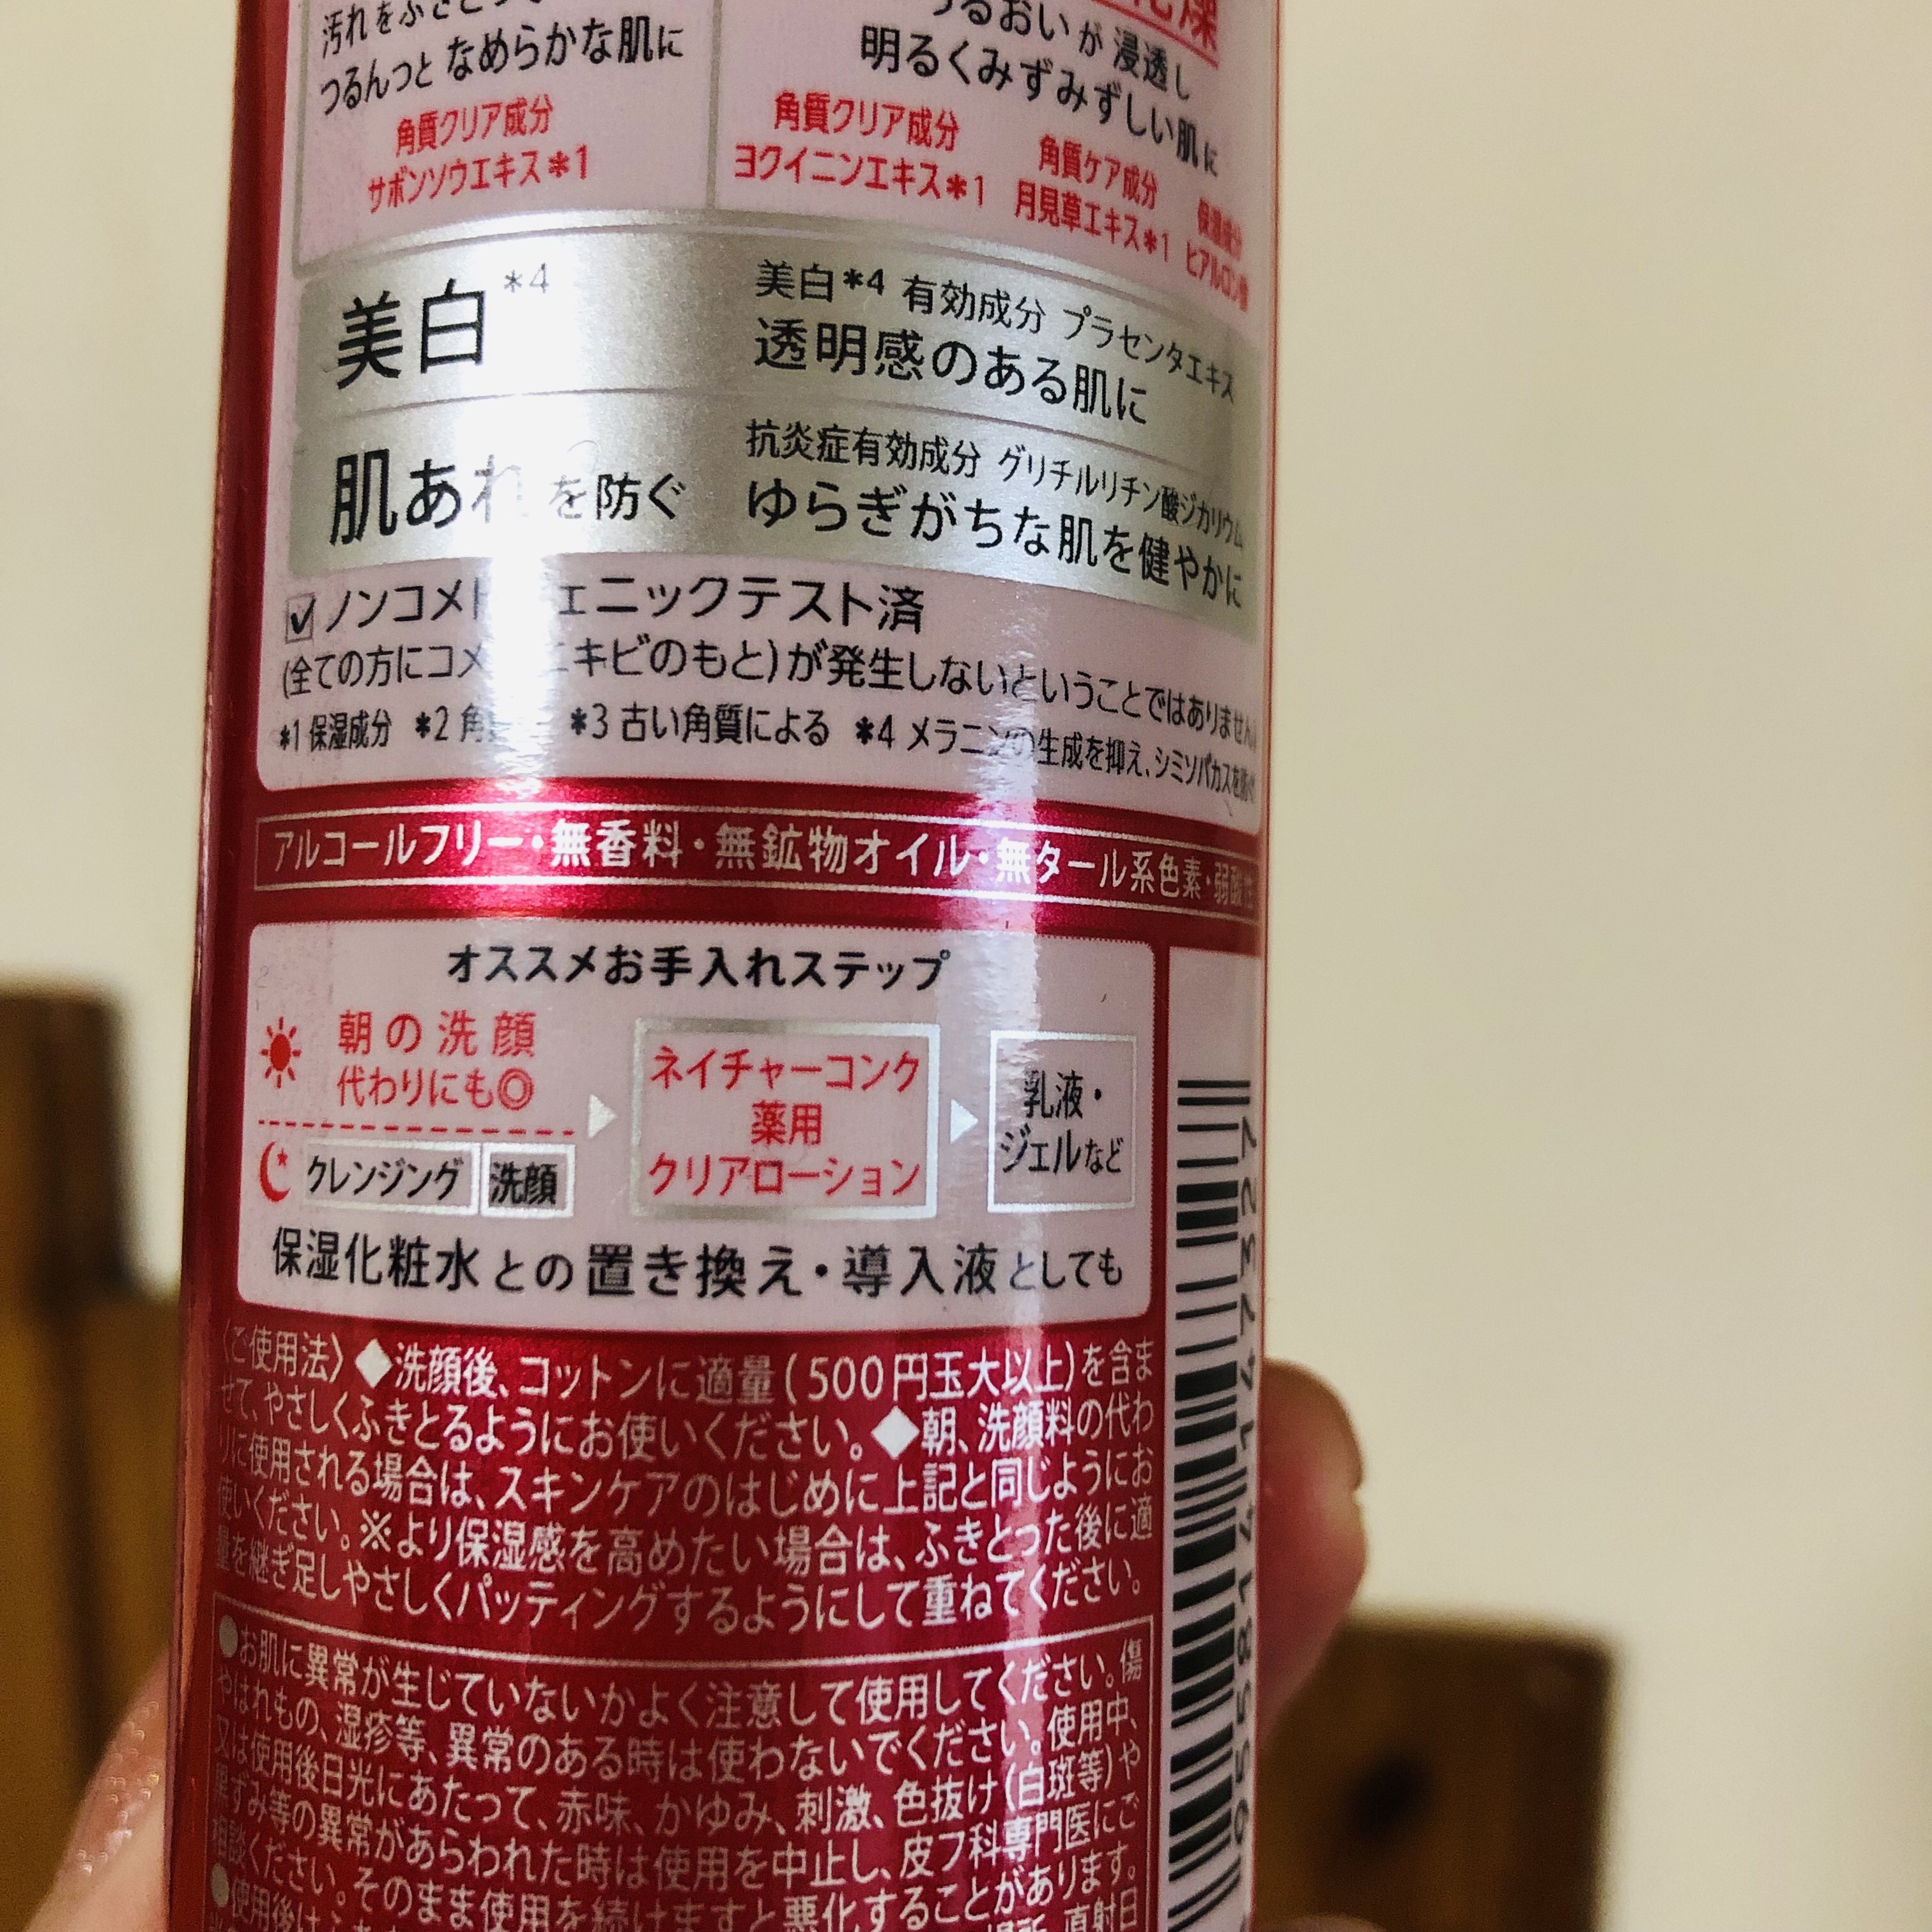 汚れをふきとって
つるんっと なめらかな肌に
角質クリア成分
サボンソウエキス*1
うるおいが浸透し
明るくみずみずしい肌に
角質クリア成分
ヨクイニンエキス*1
角質ケア成分
月見草エキス*1
保湿成分
ヒアルロン酸
美白*4
美白*4 有効成分 プラセンタエキス
透明感のある肌に
肌あれを防ぐ
抗炎症有効成分 グリチルリチン酸ジカリウム
ゆらぎがちな肌を健やかに
ノンコメド ェニックテスト済
(全ての方にコメ ニキビのもと)が発生しないということではありません)
*1 保湿成分 *2 角 *3 古い角質による *4 メラニンの生成を抑え、シミソバカスを防ぐ
アルコールフリー・無香料・無鉱物オイル・無タール系色素・弱酸性
オススメお手入れステップ
朝の洗顔
代わりにも◎
クレンジング 洗顔
ネイチャーコンク
薬用
クリアローション
乳液・
ジェルなど
保湿化粧水との置き換え・導入液としても
〈ご使用法〉◆洗顔後、コットンに適量(500円玉大以上)を含ま
せて、やさしくふきとるようにお使いください。◆朝、洗顔料の代わ
りに使用される場合は、スキンケアのはじめに上記と同じようにお
使いください。※より保湿感を高めたい場合は、ふきとった後に適
量を継ぎ足しやさしくパッティングするようにして重ねてください。
●お肌に異常が生じていないかよく注意して使用してください。傷
やはれもの、湿疹等、異常のある時は使わないでください。使用中、
又は使用後日光にあたって、赤味、かゆみ、刺激、色抜け(白斑等)や
黒ずみ等の異常があらわれた時は使用を中止し、皮フ科専門医にご
相談ください。そのまま使用を続けますと悪化することがあります。
●使用後は 直射日